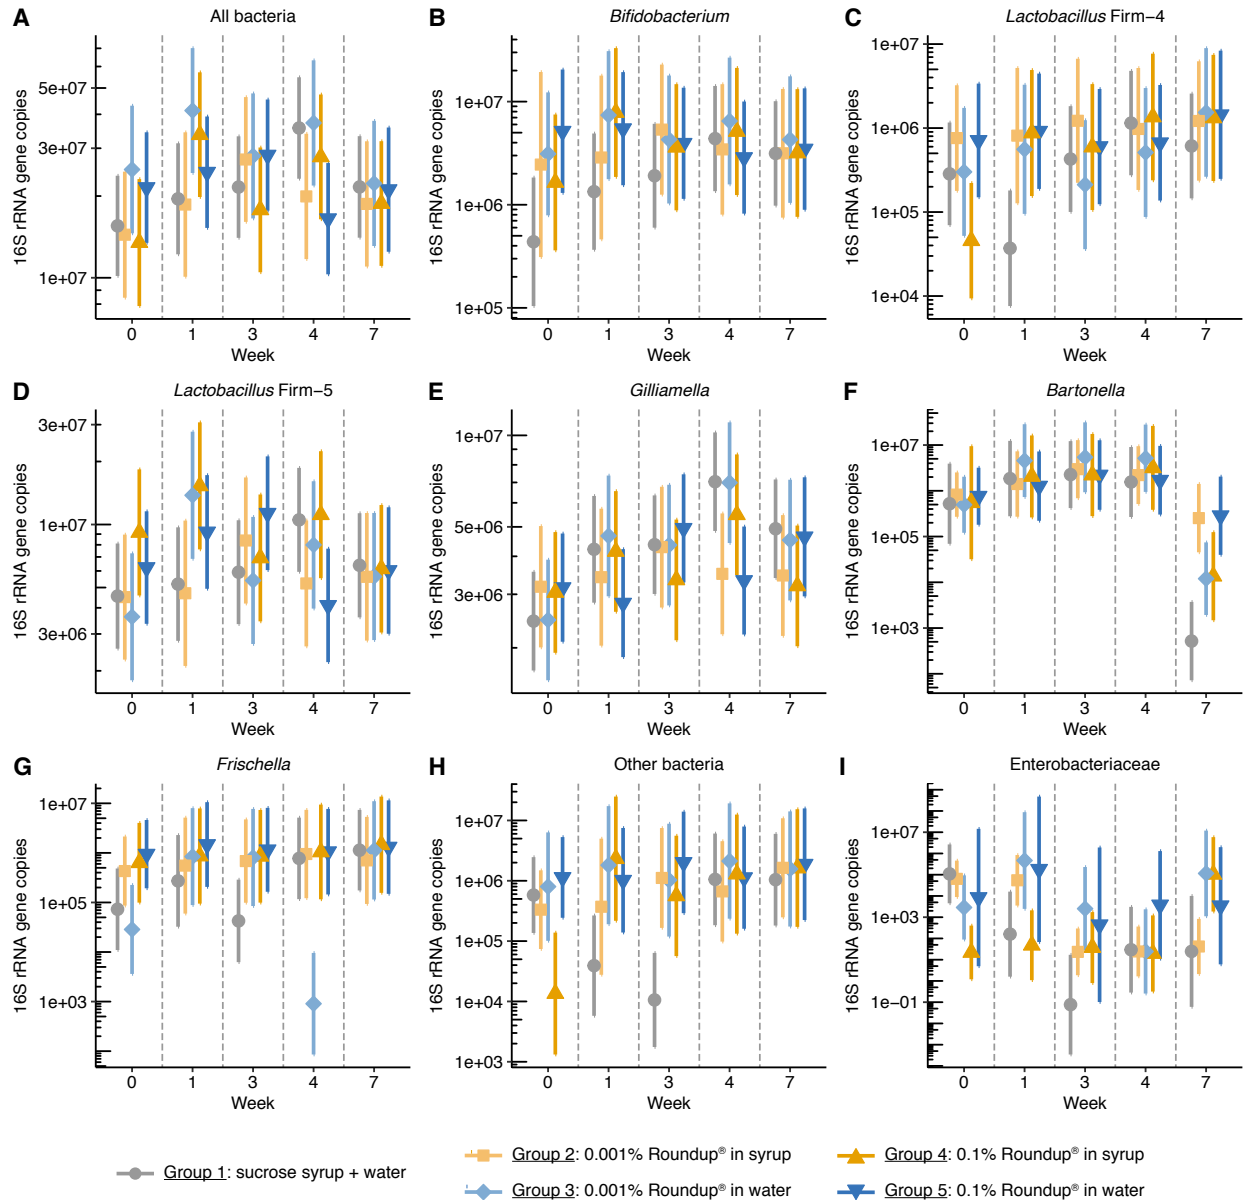 A All bacteria
16S rRNA gene copies
5e+07
3e+07
1e+07
0 1 3 4 7
Week
B Bifidobacterium
16S rRNA gene copies
1e+07
1e+06
1e+05
0 1 3 4 7
Week
C Lactobacillus Firm−4
16S rRNA gene copies
1e+07
1e+06
1e+05
1e+04
0 1 3 4 7
Week
D Lactobacillus Firm−5
16S rRNA gene copies
3e+07
1e+07
3e+06
0 1 3 4 7
Week
E Gilliamella
16S rRNA gene copies
1e+07
5e+06
3e+06
0 1 3 4 7
Week
F Bartonella
16S rRNA gene copies
1e+07
1e+05
1e+03
0 1 3 4 7
Week
G Frischella
16S rRNA gene copies
1e+07
1e+05
1e+03
0 1 3 4 7
Week
H Other bacteria
16S rRNA gene copies
1e+07
1e+06
1e+05
1e+04
1e+03
0 1 3 4 7
Week
I Enterobacteriaceae
16S rRNA gene copies
1e+07
1e+03
1e−01
0 1 3 4 7
Week
Group 1: sucrose syrup + water
Group 2: 0.001% Roundup® in syrup
Group 3: 0.001% Roundup® in water
Group 4: 0.1% Roundup® in syrup
Group 5: 0.1% Roundup® in water